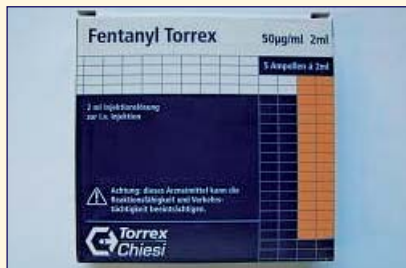 Fentanyl Torrex 50µg/ml 2ml
5 Ampullen à 2ml
2 ml Injektionslösung
zur i.v. Injektion
Achtung: dieses Arzneimittel kann die
Reaktionsfähigkeit und Verkehrs-
tüchtigkeit beeinträchtigen.
Torrex
Chiesi